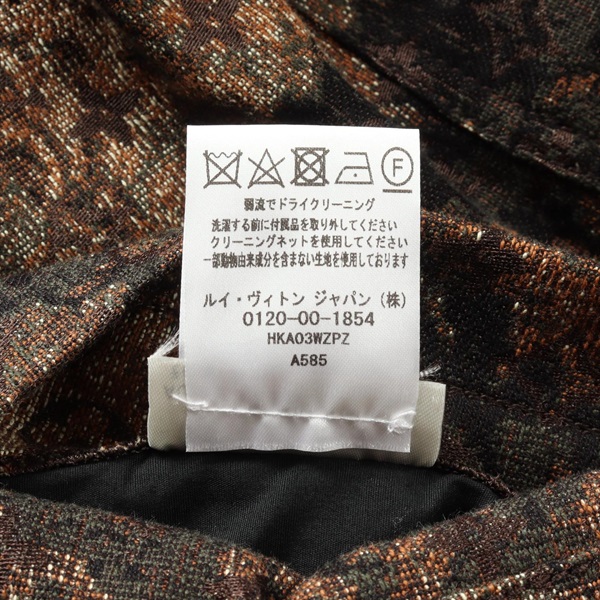 F
弱流でドライクリーニング
洗濯する前に付属品を取り外してください
クリーニングネットを使用してください
一部動物由来成分を含まない生地を使用しております
ルイ・ヴィトン ジャパン (株)
0120-00-1854
HKA03WZPZ
A585